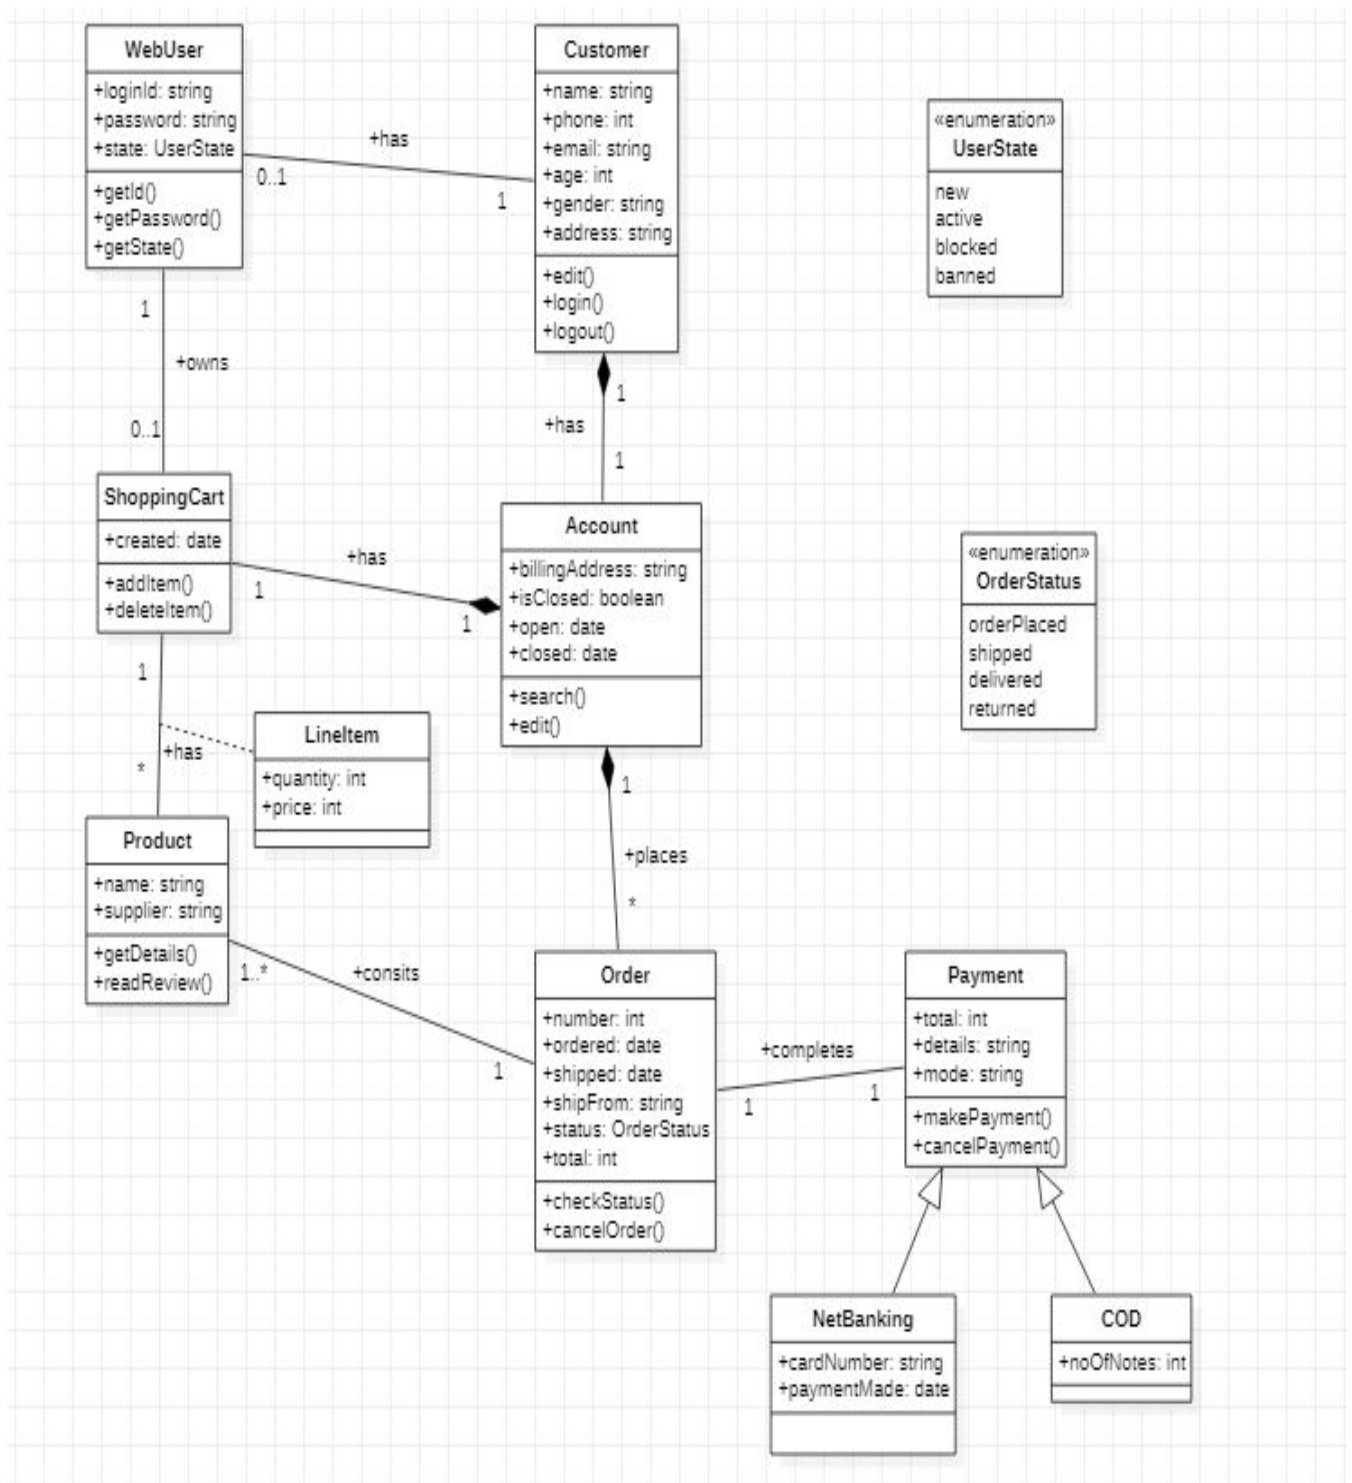 WebUser
+loginId: string
+password: string
+state: UserState
+getId()
+getPassword()
+getState()
+has
0..1
1
Customer
+name: string
+phone: int
+email: string
+age: int
+gender: string
+address: string
+edit()
+login()
+logout()
«enumeration»
UserState
new
active
blocked
banned
1
+owns
0..1
1
+has
1
ShoppingCart
+created: date
+addItem()
+deleteItem()
+has
1
1
Account
+billingAddress: string
+isClosed: boolean
+open: date
+closed: date
+search()
+edit()
«enumeration»
OrderStatus
orderPlaced
shipped
delivered
returned
1
+has
*
LineItem
+quantity: int
+price: int
1
+places
*
Product
+name: string
+supplier: string
+getDetails()
+readReview()
1..*
+consits
1
Order
+number: int
+ordered: date
+shipped: date
+shipFrom: string
+status: OrderStatus
+total: int
+checkStatus()
+cancelOrder()
+completes
1
1
Payment
+total: int
+details: string
+mode: string
+makePayment()
+cancelPayment()
NetBanking
+cardNumber: string
+paymentMade: date
COD
+noOfNotes: int